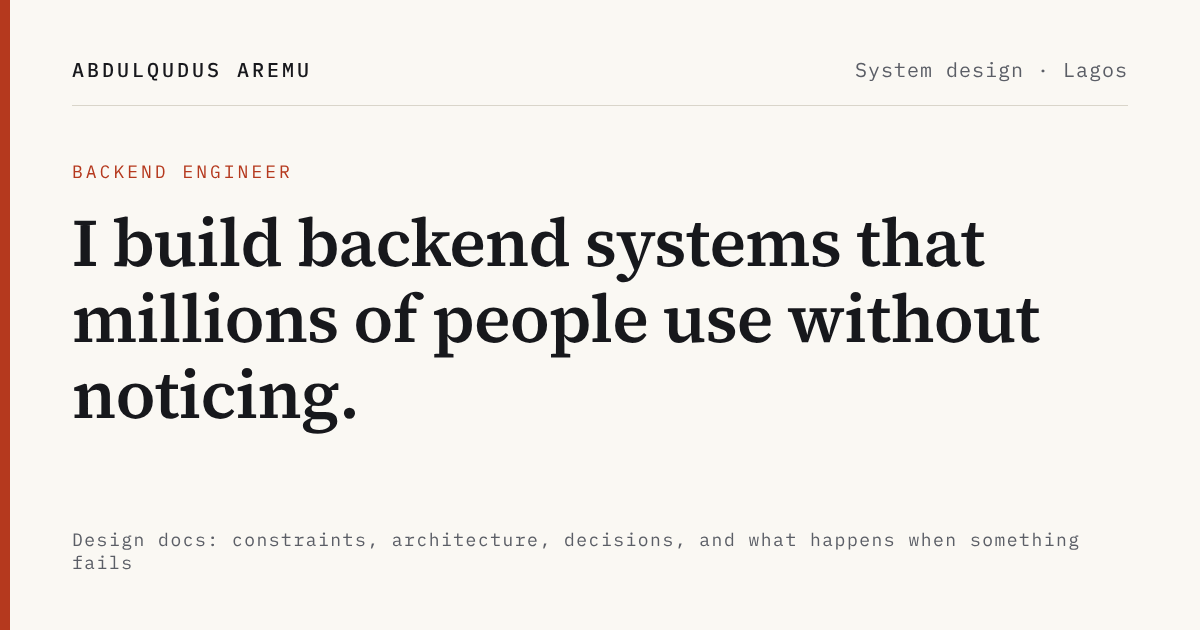 ABDULQUDUS AREMU
System design · Lagos
BACKEND ENGINEER
I build backend systems that
millions of people use without
noticing.
Design docs: constraints, architecture, decisions, and what happens when something
fails